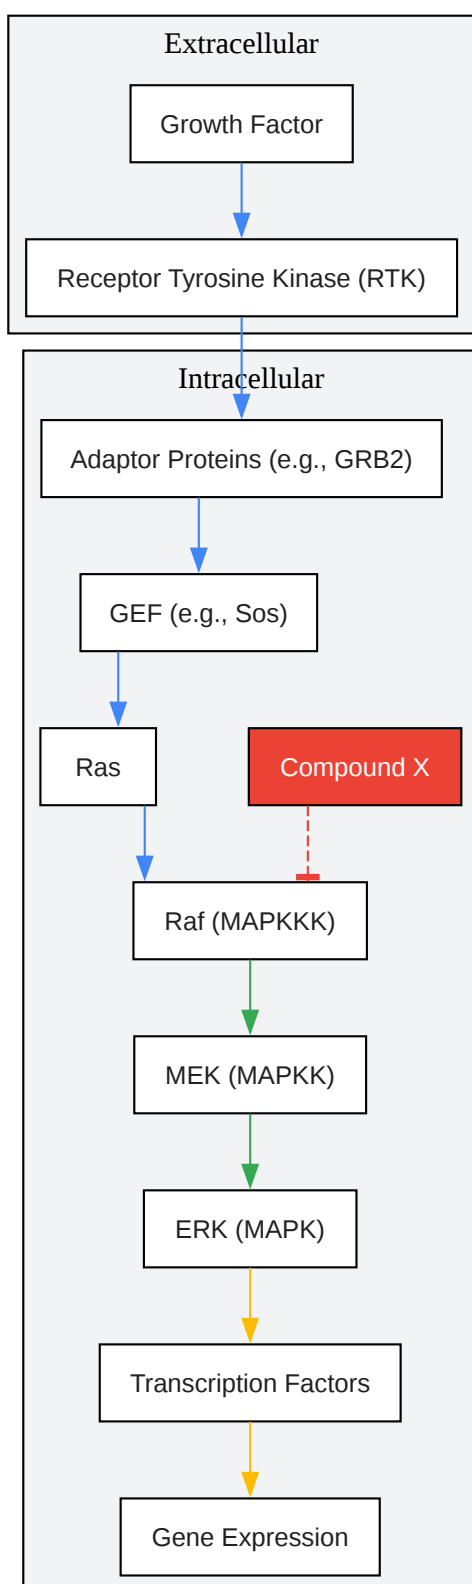 Extracellular
Growth Factor
Receptor Tyrosine Kinase (RTK)
Intracellular
Adaptor Proteins (e.g., GRB2)
GEF (e.g., Sos)
Ras
Compound X
Raf (MAPKKK)
MEK (MAPKK)
ERK (MAPK)
Transcription Factors
Gene Expression